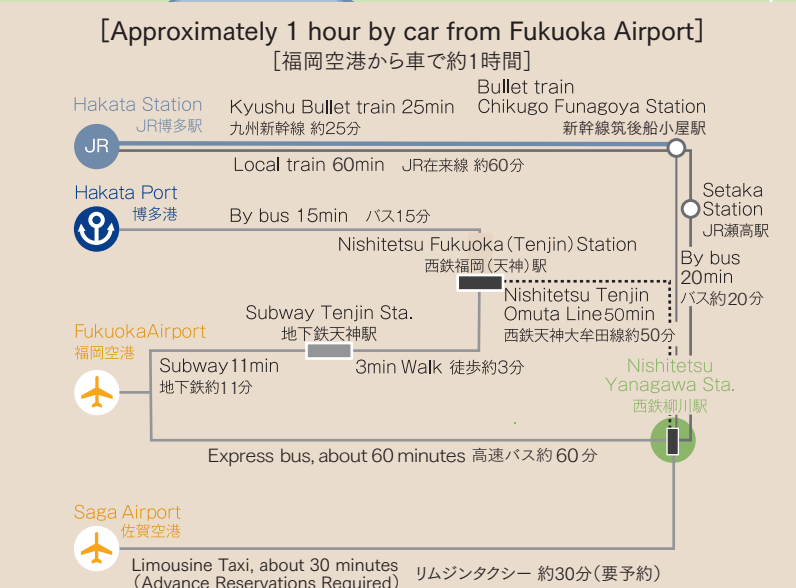 [Approximately 1 hour by car from Fukuoka Airport]
[福岡空港から車で約1時間]
Hakata Station
JR博多駅
JR
Kyushu Bullet train 25min
九州新幹線 約25分
Bullet train
Chikugo Funagoya Station
新幹線筑後船小屋駅
Local train 60min JR在来線 約60分
Setaka
Station
JR瀬高駅
Hakata Port
博多港
By bus 15min バス15分
Nishitetsu Fukuoka (Tenjin) Station
西鉄福岡(天神)駅
By bus
20min
バス約20分
Nishitetsu Tenjin
Omuta Line 50min
西鉄天神大牟田線約50分
Subway Tenjin Sta.
地下鉄天神駅
FukuokaAirport
福岡空港
Subway 11min
地下鉄約11分
3min Walk 徒歩約3分
Nishitetsu
Yanagawa Sta.
西鉄柳川駅
Express bus, about 60 minutes 高速バス約60分
Saga Airport
佐賀空港
Limousine Taxi, about 30 minutes
(Advance Reservations Required)
リムジンタクシー 約30分(要予約)